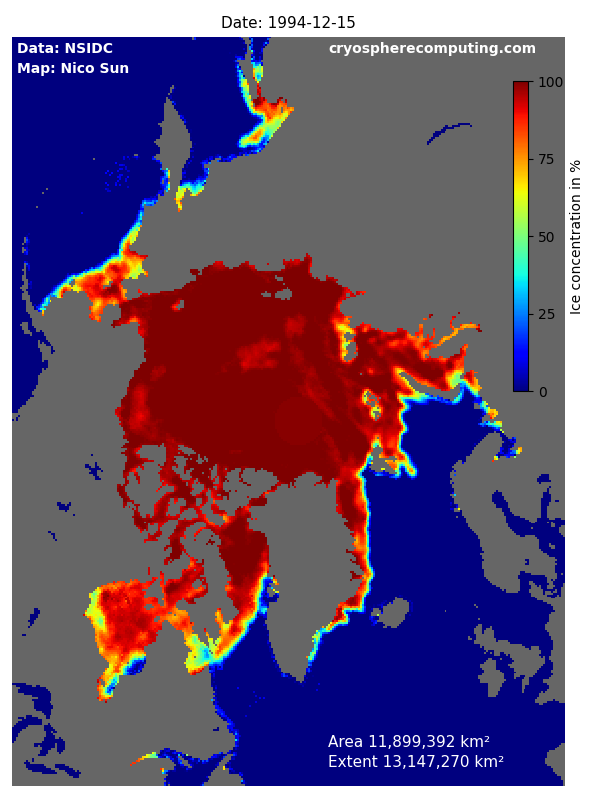 Date: 1994-12-15
Data: NSIDC
Map: Nico Sun
cryospherecomputing.com
100
75
50
25
0
Ice concentration in %
Area 11,899,392 km²
Extent 13,147,270 km²